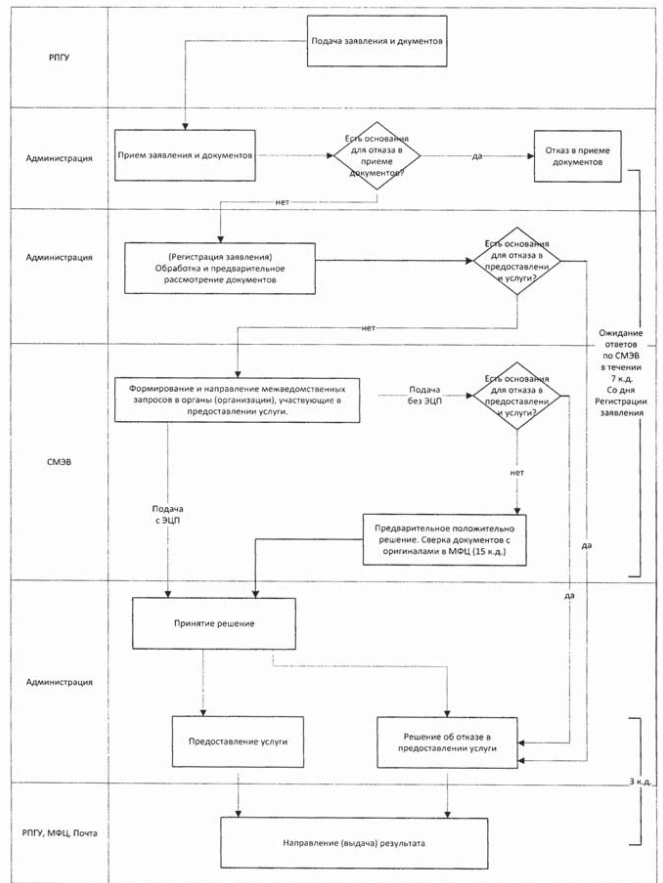 РПГУ
Подача заявления и дкументов
Администрация
Прием заявления и документов
Есть основания
для отказа в
приеме
документов?
да
Отказ в приеме
документов
нет
Администрация
(Регистрация заявления)
Обработка и предварительное
рассмотрение документов
Есть основания
для отказа в
предоставлени
и услуги?
нет
Ожидание
ответов
по СМЭВ
в течении
7 к.д.
Со дня
Регистрации
заявления
СМЭВ
Формирование и направление межведомственных
запросов в органы (организации), участвующие в
предоставлении услуги.
Подача
без ЭЦП
Есть основания
для отказа в
предоставлени
и услуги?
нет
Подача
с ЭЦП
Предварительное положительно
решение. Сверка документов с
оригиналами в МФЦ (15 к.д.)
да
да
Администрация
Принятие решение
Предоставление услуги
Решение об отказе в
предоставлении услуги
3 к.д.
РПГУ, МФЦ, Почта
Направление (выдача) результата